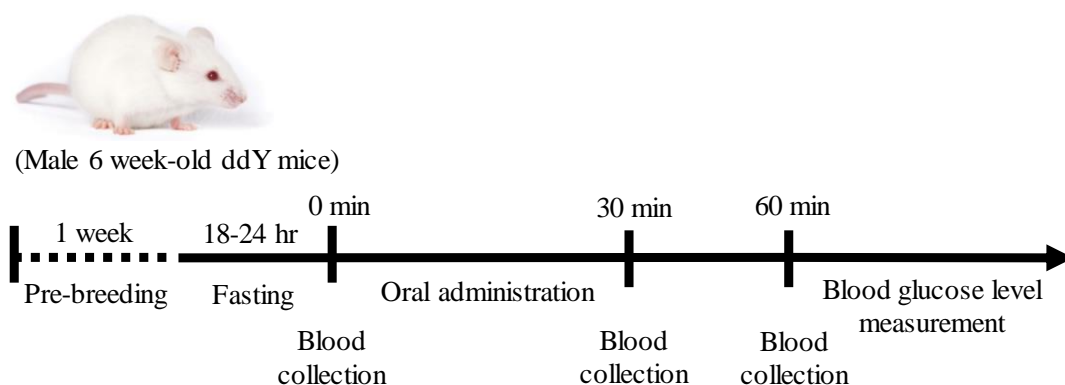 (Male 6 week-old ddY mice)
0 min
30 min
60 min
1 week
18-24 hr
Pre-breeding
Fasting
Oral administration
Blood glucose level
measurement
Blood
collection
Blood
collection
Blood
collection